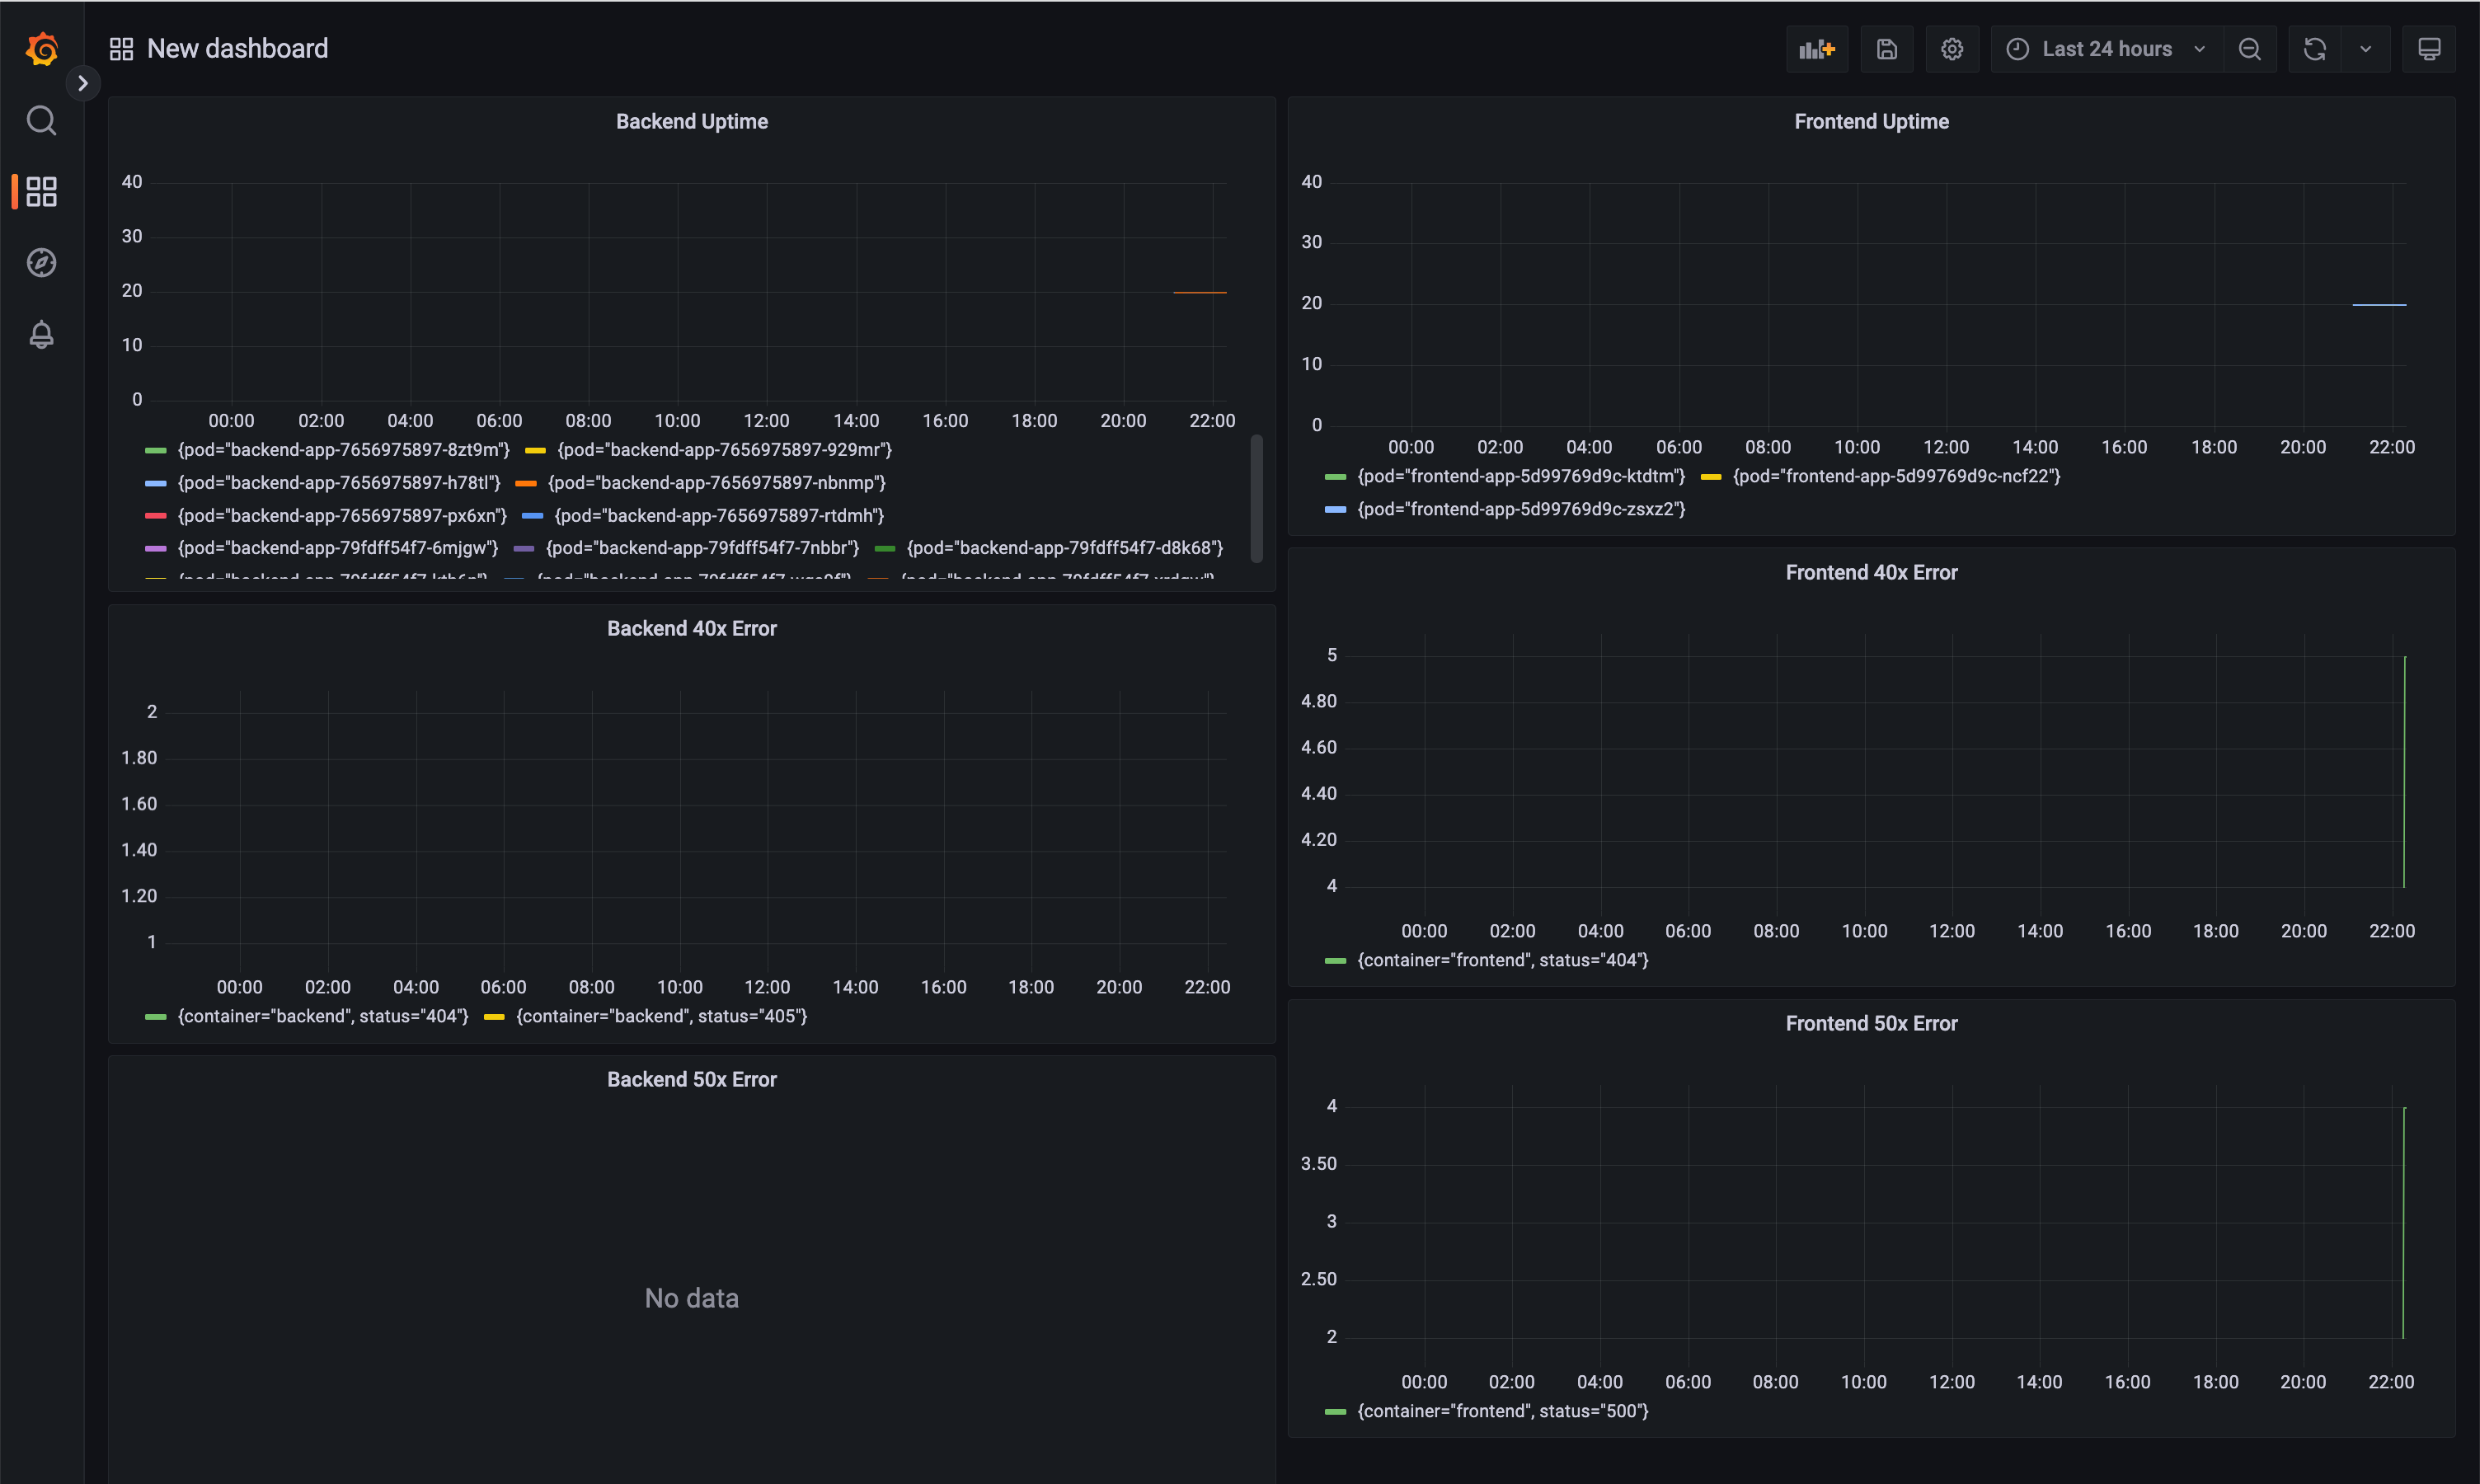 New dashboard
Last 24 hours
Backend Uptime
40
30
20
10
0
00:00 02:00 04:00 06:00 08:00 10:00 12:00 14:00 16:00 18:00 20:00 22:00
{pod="backend-app-7656975897-8zt9m"} {pod="backend-app-7656975897-929mr"}
{pod="backend-app-7656975897-h78tl"} {pod="backend-app-7656975897-nbnmp"}
{pod="backend-app-7656975897-px6xn"} {pod="backend-app-7656975897-rtdmh"}
{pod="backend-app-79fdff54f7-6mjgw"} {pod="backend-app-79fdff54f7-7nbbr"} {pod="backend-app-79fdff54f7-d8k68"}
Frontend Uptime
40
30
20
10
0
00:00 02:00 04:00 06:00 08:00 10:00 12:00 14:00 16:00 18:00 20:00 22:00
{pod="frontend-app-5d99769d9c-ktdtm"} {pod="frontend-app-5d99769d9c-ncf22"}
{pod="frontend-app-5d99769d9c-zsxz2"}
Backend 40x Error
2
1.80
1.60
1.40
1.20
1
00:00 02:00 04:00 06:00 08:00 10:00 12:00 14:00 16:00 18:00 20:00 22:00
{container="backend", status="404"} {container="backend", status="405"}
Frontend 40x Error
5
4.80
4.60
4.40
4.20
4
00:00 02:00 04:00 06:00 08:00 10:00 12:00 14:00 16:00 18:00 20:00 22:00
{container="frontend", status="404"}
Backend 50x Error
No data
Frontend 50x Error
4
3.50
3
2.50
2
00:00 02:00 04:00 06:00 08:00 10:00 12:00 14:00 16:00 18:00 20:00 22:00
{container="frontend", status="500"}